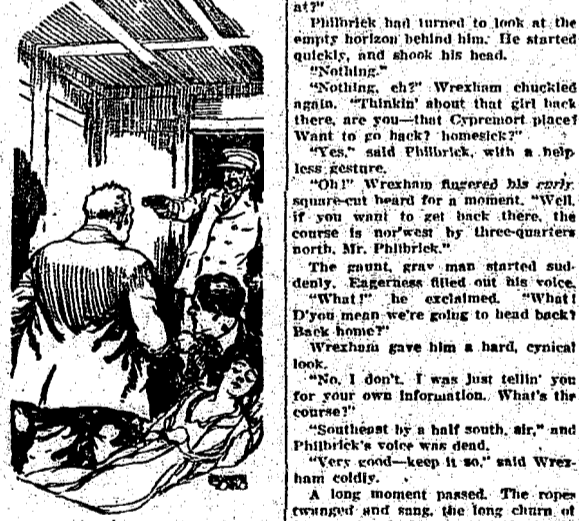 at?"
Philbrick had turned to look at the
empty horizon behind him. He started
quickly, and shook his head.
"Nothing."
"Nothing, eh?" Wrexham chuckled
again. "Thinkin' about that girl back
there, are you—that Cypremort place?
Want to go back? homesick?"
"Yes," said Philbrick, with a help
less gesture.
"Oh!" Wrexham fingered his curly,
square-cut beard for a moment. "Well,
if you want to get back there, the
course is nor'west by three-quarters
north, Mr. Philbrick."
The gaunt, gray man started sud-
denly. Eagerness filled out his voice.
"What!" he exclaimed. "What!
D'you mean we're going to head back?
Back home?"
Wrexham gave him a hard, cynical
look.
"No, I don't. I was just tellin' you
for your own information. What's the
course?"
"Southeast by a half south, sir," and
Philbrick's voice was dead.
"Very good—keep it so," said Wrex-
ham coldly.
A long moment passed. The ropes
twanged and sang, the long churn of